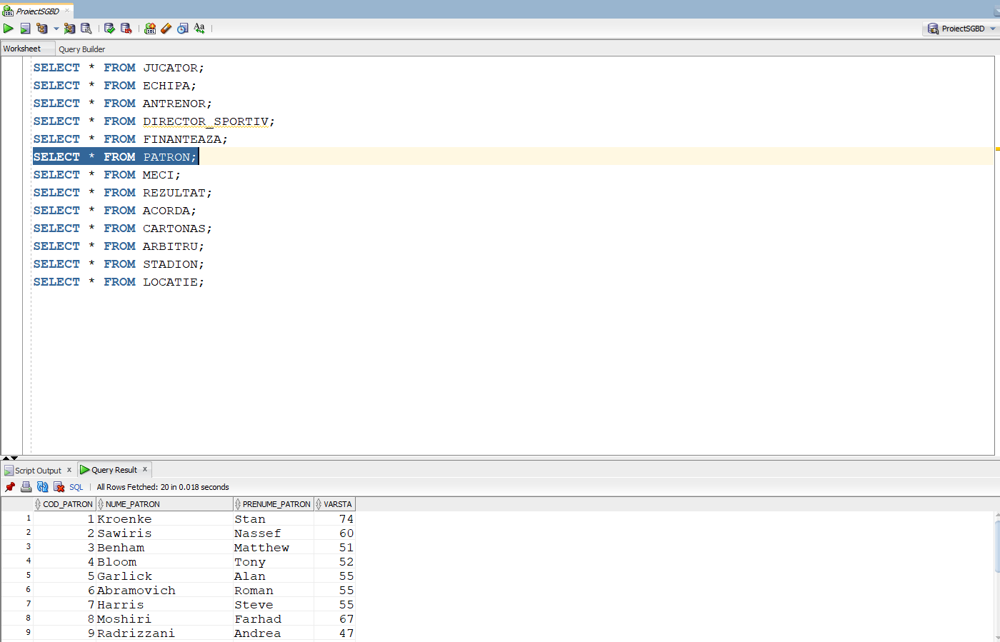 ProiectSGBD
ProiectSGBD
Worksheet Query Builder
SELECT * FROM JUCATOR;
SELECT * FROM ECHIPA;
SELECT * FROM ANTRENOR;
SELECT * FROM DIRECTOR_SPORTIV;
SELECT * FROM FINANTEAZA;
SELECT * FROM PATRON;
SELECT * FROM MECI;
SELECT * FROM REZULTAT;
SELECT * FROM ACORDA;
SELECT * FROM CARTONAS;
SELECT * FROM ARBITRU;
SELECT * FROM STADION;
SELECT * FROM LOCATIE;
Script Output x Query Result x
SQL All Rows Fetched: 20 in 0.018 seconds
COD_PATRON NUME_PATRON PRENUME_PATRON VARSTA
1 1 Kroenke Stan 74
2 2 Sawiris Nassef 60
3 3 Benham Matthew 51
4 4 Bloom Tony 52
5 5 Garlick Alan 55
6 6 Abramovich Roman 55
7 7 Harris Steve 55
8 8 Moshiri Farhad 67
9 9 Radrizzani Andrea 47